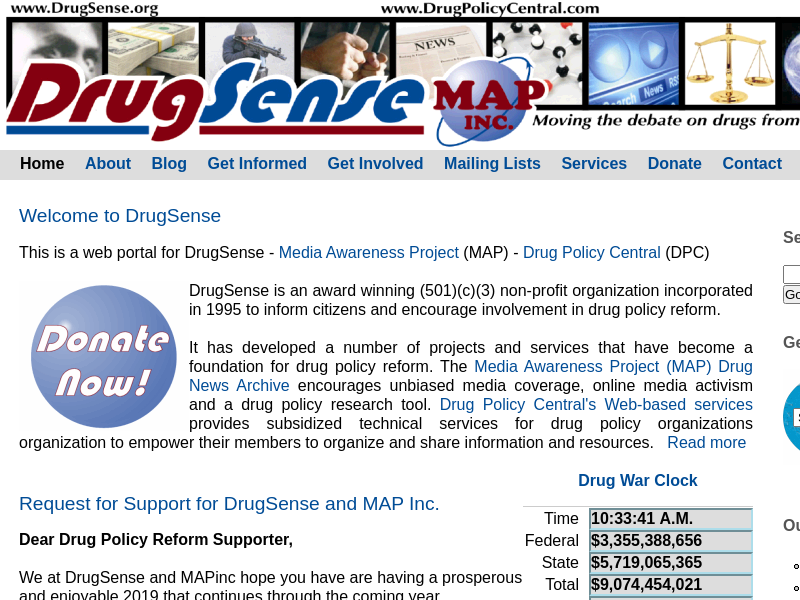 www.DrugSense.org
www.DrugPolicyCentral.com
NEWS
Search News RSS
DrugSense MAP INC.
Moving the debate on drugs from
Home About Blog Get Informed Get Involved Mailing Lists Services Donate Contact
Welcome to DrugSense
This is a web portal for DrugSense - Media Awareness Project (MAP) - Drug Policy Central (DPC)
Donate Now!
DrugSense is an award winning (501)(c)(3) non-profit organization incorporated
in 1995 to inform citizens and encourage involvement in drug policy reform.
It has developed a number of projects and services that have become a
foundation for drug policy reform. The Media Awareness Project (MAP) Drug
News Archive encourages unbiased media coverage, online media activism
and a drug policy research tool. Drug Policy Central's Web-based services
provides subsidized technical services for drug policy organizations
organization to empower their members to organize and share information and resources. Read more
Drug War Clock
Time 10:33:41 A.M.
Federal $3,355,388,656
State $5,719,065,365
Total $9,074,454,021
Request for Support for DrugSense and MAP Inc.
Dear Drug Policy Reform Supporter,
We at DrugSense and MAPinc hope you have are having a prosperous
and enjoyable 2019 that continues through the coming year
Se
Go
Ge
Ou